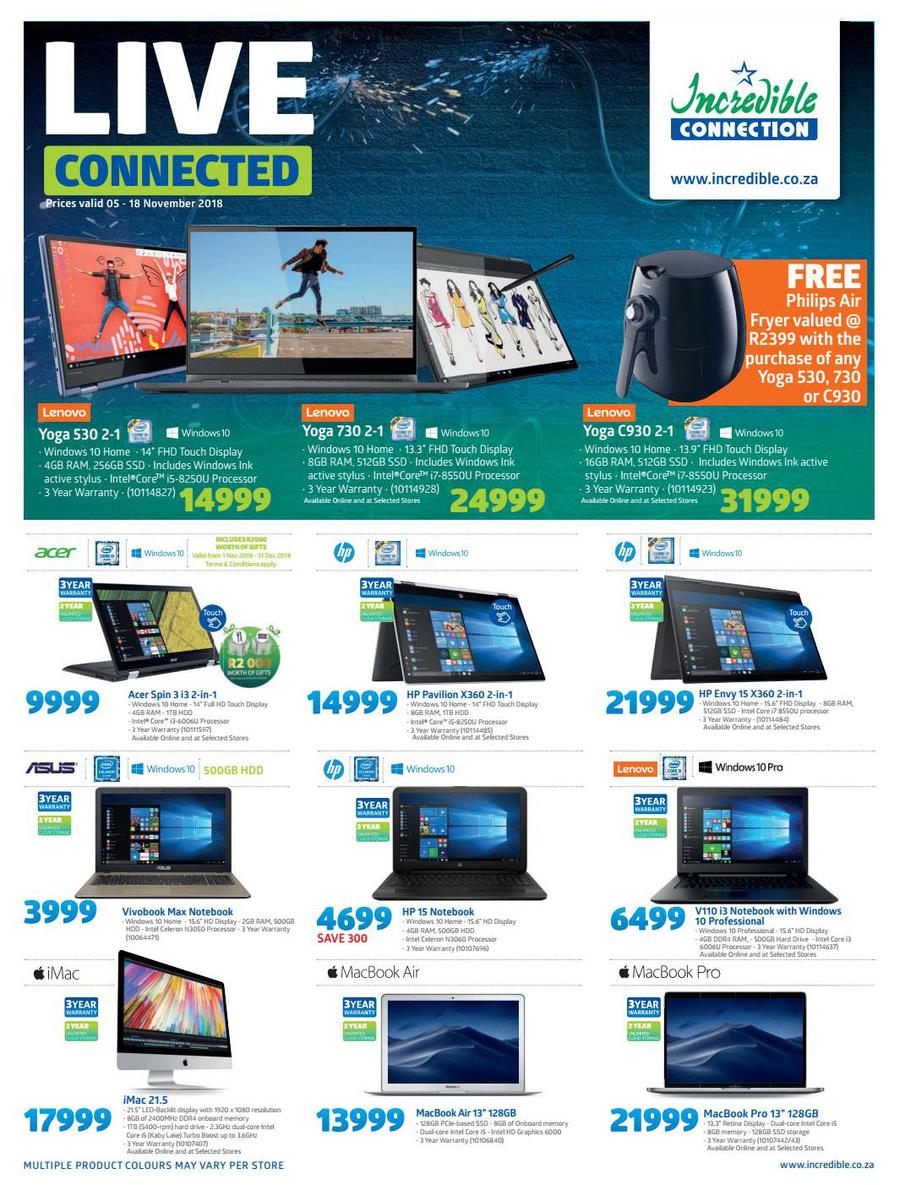 LIVE
CONNECTED
Prices valid 05 - 18 November 2018
Incredible
CONNECTION
www.incredible.co.za
FREE
Philips Air
Fryer valued @
R2399 with the
purchase of any
Yoga 530, 730
or C930
Lenovo
Yoga 530 2-1
Windows 10
· Windows 10 Home · 14" FHD Touch Display
· 4GB RAM, 256GB SSD · Includes Windows Ink
active stylus · Intel®Core™ i5-8250U Processor
· 3 Year Warranty · (10114827)
14999
Lenovo
Yoga 730 2-1
Windows 10
· Windows 10 Home · 13.3" FHD Touch Display
· 8GB RAM, 512GB SSD · Includes Windows Ink
active stylus · Intel®Core™ i7-8550U Processor
· 3 Year Warranty · (10114928)
Available Online and at Selected Stores
24999
Lenovo
Yoga C930 2-1
Windows 10
· Windows 10 Home · 13.9" FHD Touch Display
· 16GB RAM, 512GB SSD · Includes Windows Ink active
stylus · Intel®Core™ i7-8550U Processor
· 3 Year Warranty · (10114923)
Available Online and at Selected Stores
31999
acer
Windows 10
INCLUDES R2000
WORTH OF GIFTS
Valid from 1 Nov 2018 - 31 Dec 2018
Terms & Conditions apply.
3 YEAR
WARRANTY
2 YEAR
UNLIMITED
CLOUD STORAGE
Touch
R2 000
WORTH OF GIFTS
9999
Acer Spin 3 i3 2-in-1
· Windows 10 Home · 14" Full HD Touch Display
· 4GB RAM · 1TB HDD
· Intel® Core™ i3-6006U Processor
· 3 Year Warranty (10111597)
Available Online and at Selected Stores
hp
Windows 10
3 YEAR
WARRANTY
2 YEAR
UNLIMITED
CLOUD STORAGE
Touch
14999
HP Pavilion X360 2-in-1
· Windows 10 Home · 14" FHD Touch Display
· 8GB RAM, 1TB HDD
· Intel® Core™ i5-8250U Processor
· 3 Year Warranty (10114485)
Available Online and at Selected Stores
hp
Windows 10
3 YEAR
WARRANTY
2 YEAR
UNLIMITED
CLOUD STORAGE
Touch
21999
HP Envy 15 X360 2-in-1
· Windows 10 Home · 15.6" FHD Display · 8GB RAM,
512GB SSD · Intel Core i7 8550U processor
· 3 Year Warranty (10114484)
Available Online and at Selected Stores
ASUS
Windows 10
500GB HDD
3 YEAR
WARRANTY
2 YEAR
UNLIMITED
CLOUD STORAGE
ASUS
3999
Vivobook Max Notebook
· Windows 10 Home · 15.6" HD Display · 2GB RAM, 500GB
HDD · Intel Celeron N3050 Processor · 3 Year Warranty
(10064471)
hp
Windows 10
3 YEAR
WARRANTY
2 YEAR
UNLIMITED
CLOUD STORAGE
4699
SAVE 300
HP 15 Notebook
· Windows 10 Home · 15.6" HD Display
· 4GB RAM, 500GB HDD
· Intel Celeron N3060 Processor
· 3 Year Warranty (10107696)
Lenovo
Windows 10 Pro
3 YEAR
WARRANTY
2 YEAR
UNLIMITED
CLOUD STORAGE
6499
V110 i3 Notebook with Windows
10 Professional
· Windows 10 Professional · 15.6" HD Display
· 4GB DDR4 RAM, · 500GB Hard Drive · Intel Core i3
6006U Processor · 3 Year Warranty (10114637)
Available Online and at Selected Stores
iMac
3 YEAR
WARRANTY
2 YEAR
UNLIMITED
CLOUD STORAGE
17999
iMac 21.5
· 21.5" LED-Backlit display with 1920 x 1080 resolution
· 8GB of 2400MHz DDR4 onboard memory
· 1TB (5400-rpm) hard drive · 2.3GHz dual-core Intel
Core i5 (Kaby Lake) Turbo Boost up to 3.6GHz
· 3 Year Warranty (10107407)
Available Online and at Selected Stores
MacBook Air
3 YEAR
WARRANTY
2 YEAR
UNLIMITED
CLOUD STORAGE
13999
MacBook Air 13" 128GB
· 128GB PCIe-based SSD · 8GB of Onboard memory
· Dual-core Intel Core i5 · Intel HD Graphics 6000
· 3 Year Warranty (10106840)
MacBook Pro
3 YEAR
WARRANTY
2 YEAR
UNLIMITED
CLOUD STORAGE
21999
MacBook Pro 13" 128GB
· 13.3" Retina Display · Dual-core Intel Core i5
· 8GB memory · 128GB SSD storage
· 3 Year Warranty (10107442/43)
Available Online and at Selected Stores
MULTIPLE PRODUCT COLOURS MAY VARY PER STORE
www.incredible.co.za